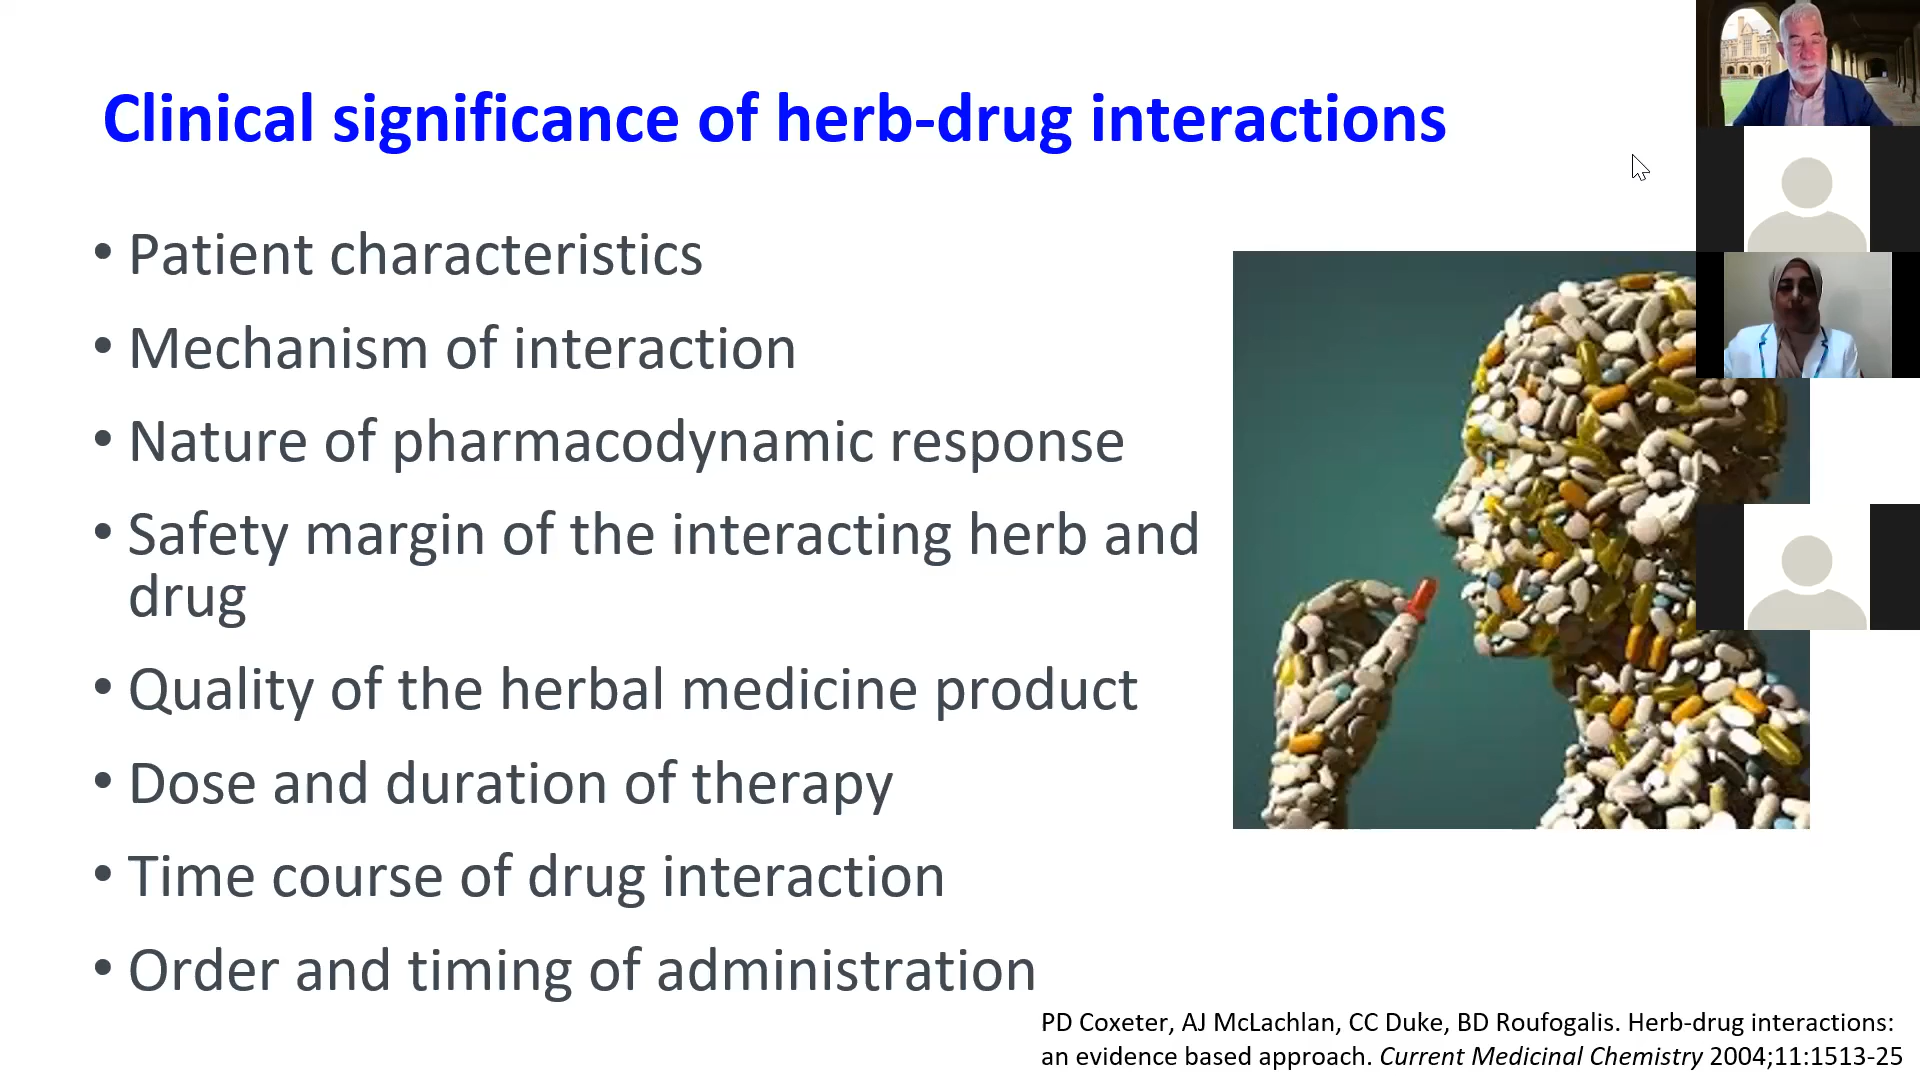 Clinical significance of herb-drug interactions
• Patient characteristics
• Mechanism of interaction
• Nature of pharmacodynamic response
• Safety margin of the interacting herb and
drug
• Quality of the herbal medicine product
• Dose and duration of therapy
• Time course of drug interaction
• Order and timing of administration
PD Coxeter, AJ McLachlan, CC Duke, BD Roufogalis. Herb-drug interactions:
an evidence based approach. Current Medicinal Chemistry 2004;11:1513-25